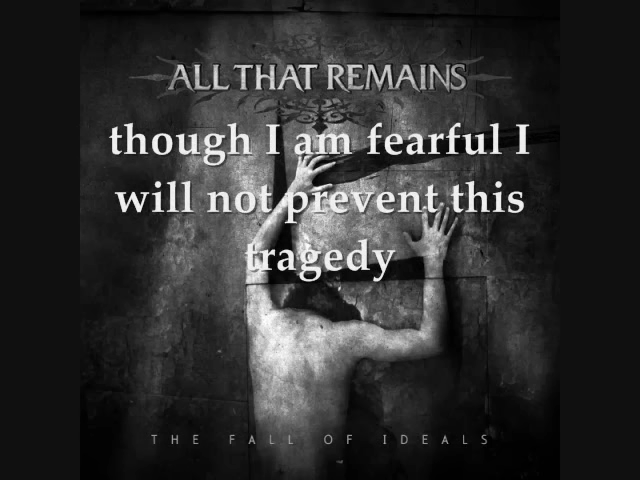 ALL THAT REMAINS
though I am fearful I
will not prevent this
tragedy
THE FALL OF IDEALS